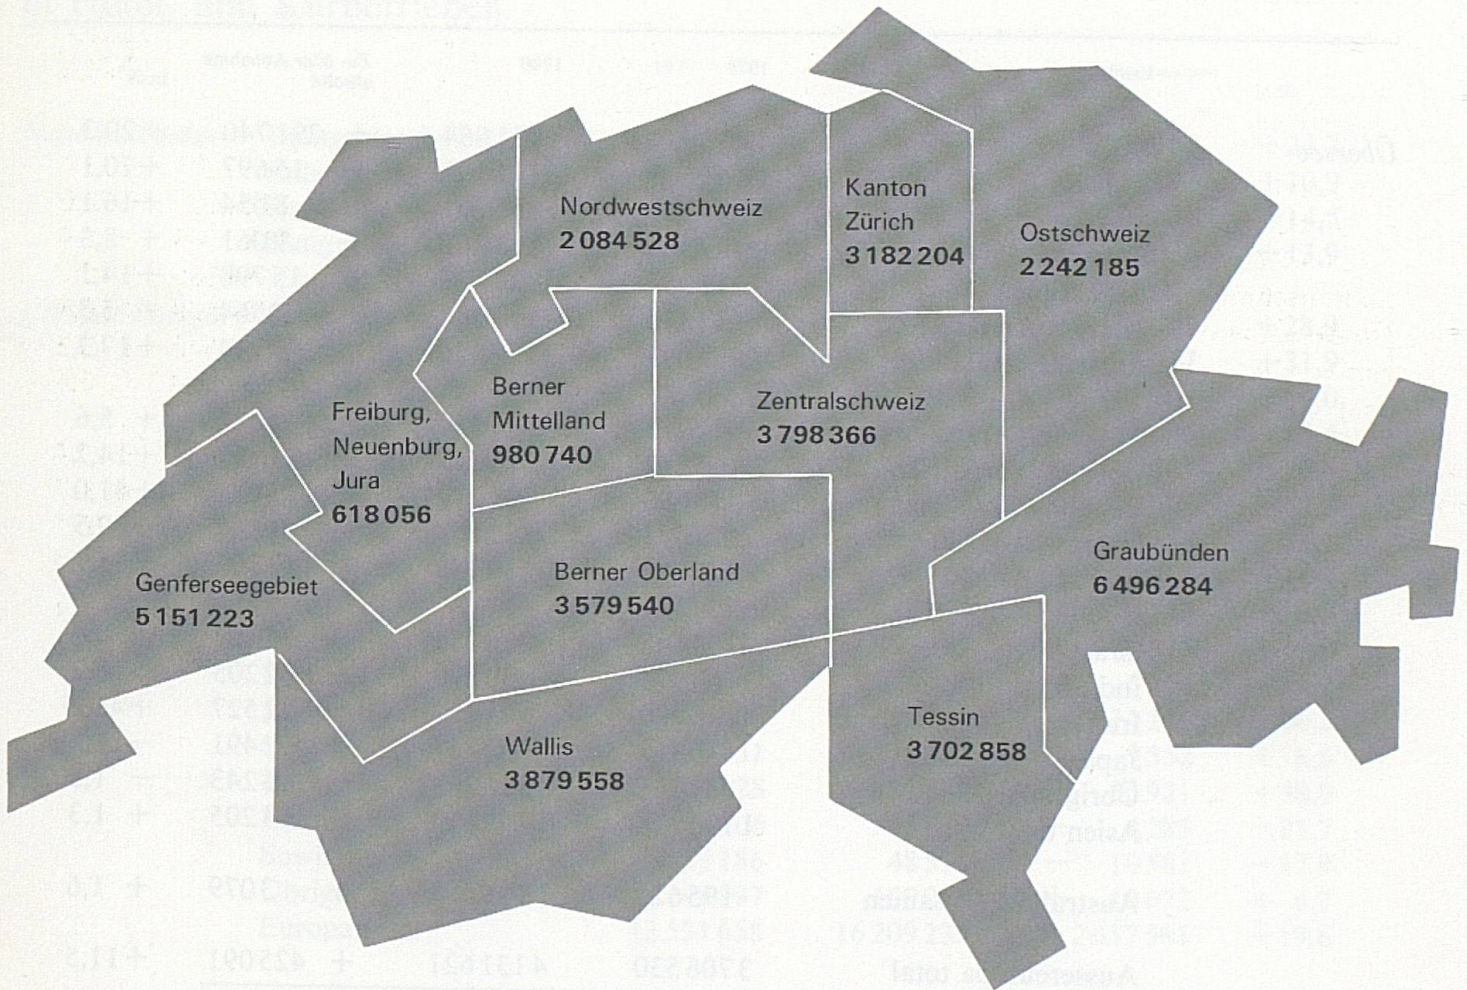 Nordwestschweiz
2 084 528
Kanton
Zürich
3 182 204
Ostschweiz
2 242 185
Berner
Mittelland
980 740
Zentralschweiz
3 798 366
Freiburg,
Neuenburg,
Jura
618 056
Genferseegebiet
5 151 223
Berner Oberland
3 579 540
Graubünden
6 496 284
Wallis
3 879 558
Tessin
3 702 858